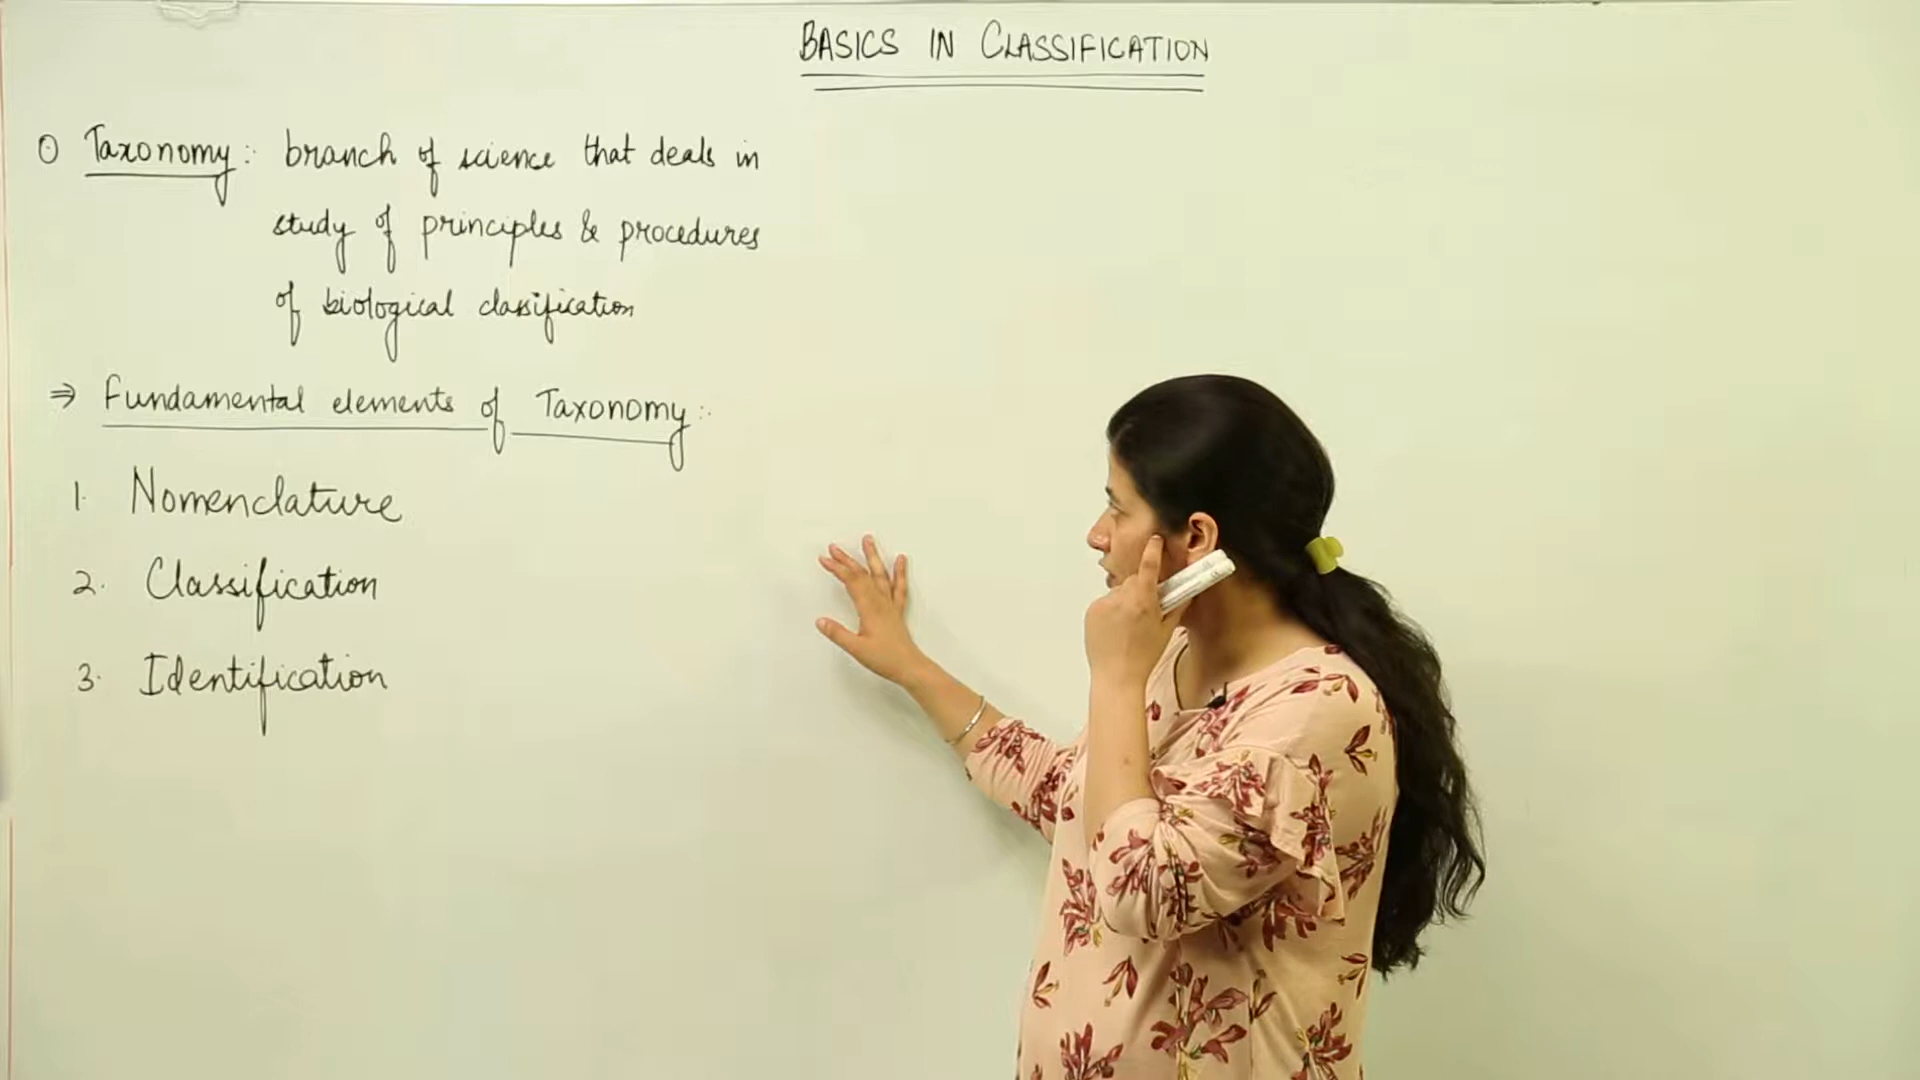 BASICS IN CLASSIFICATION
⊙ Taxonomy :- branch of science that deals in
study of principles & procedures
of biological classification
⇒ Fundamental elements of Taxonomy :-
1. Nomenclature
2. Classification
3. Identification